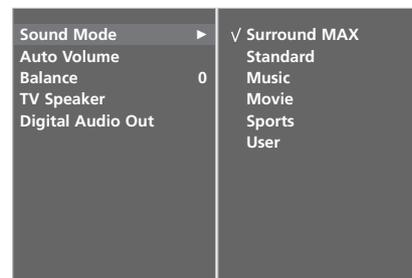 Sound Mode ►
Auto Volume
Balance 0
TV Speaker
Digital Audio Out
√ Surround MAX
Standard
Music
Movie
Sports
User